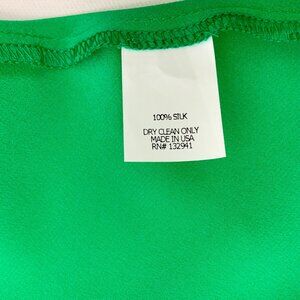 100% SILK
DRY CLEAN ONLY
MADE IN USA
RN# 132941